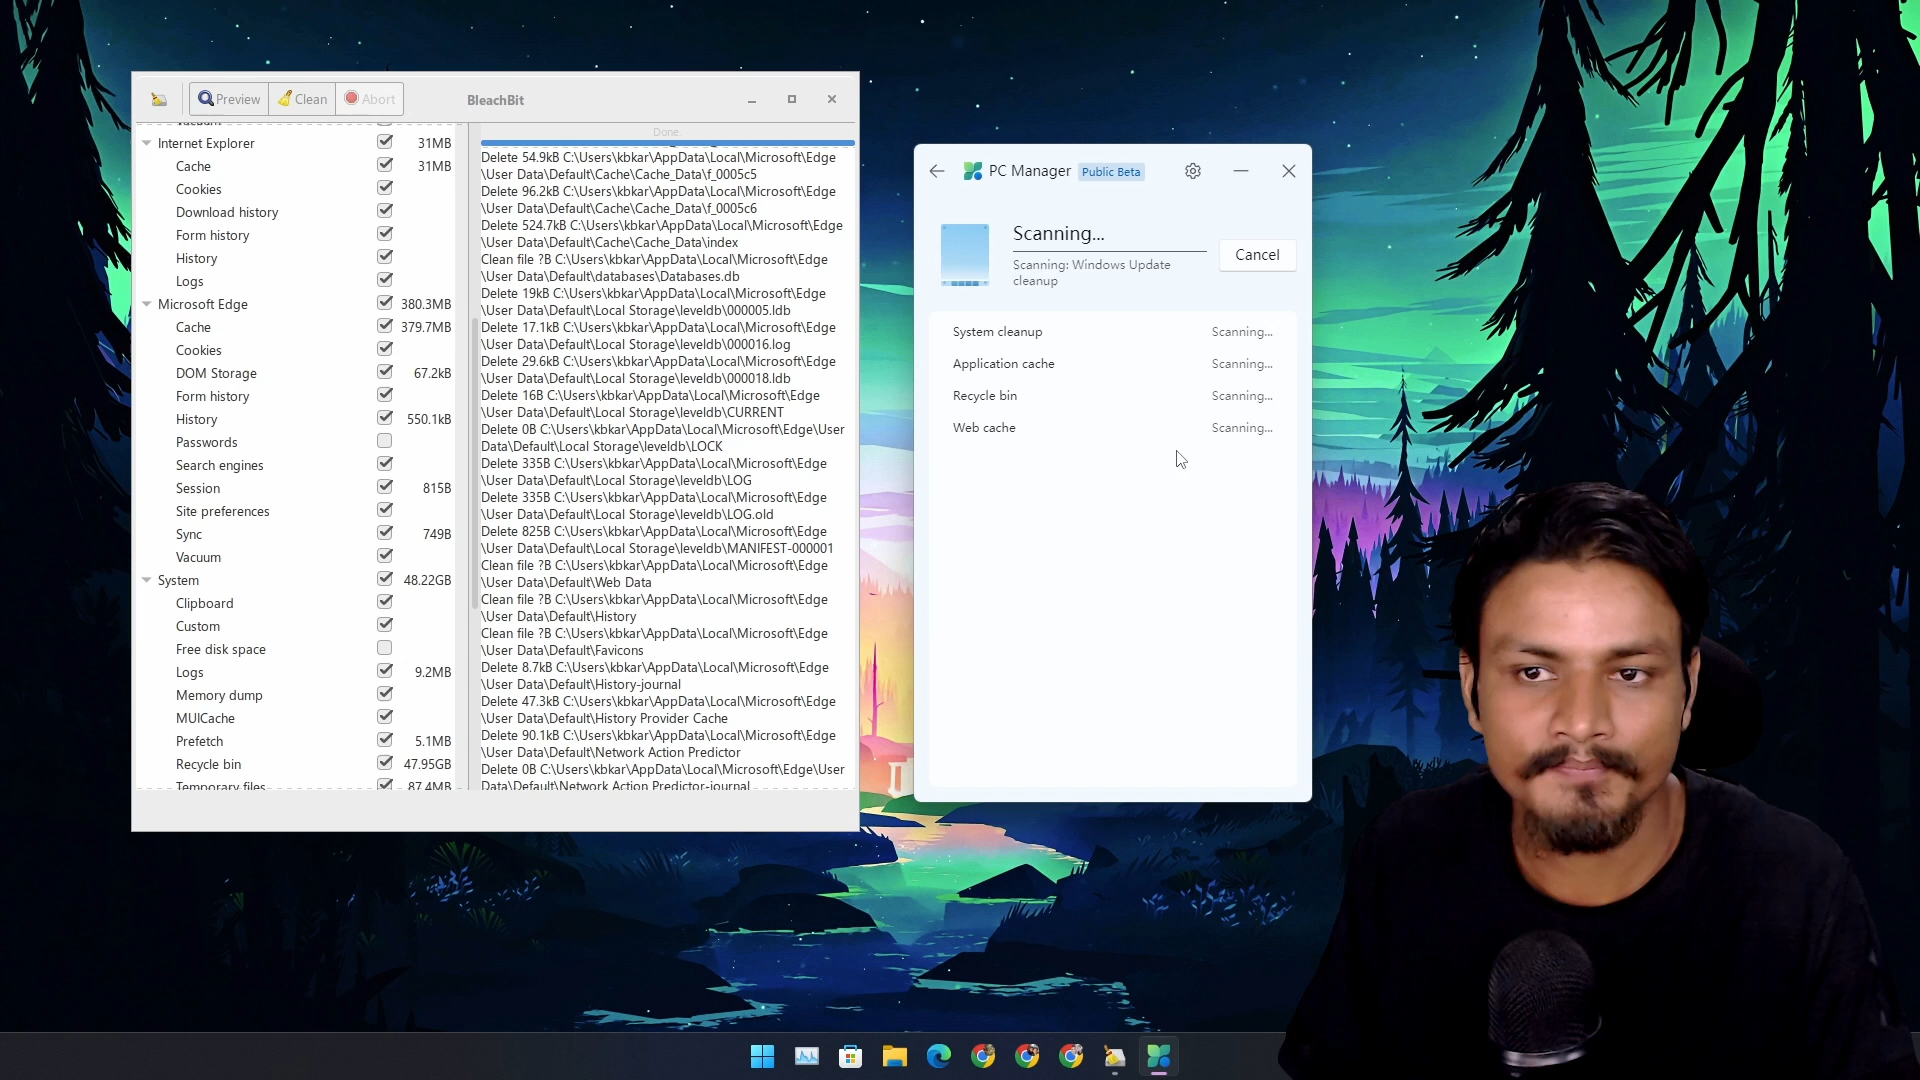 Preview
Clean
Abort
BleachBit
Vacuum
Internet Explorer 31MB
Cache 31MB
Cookies
Download history
Form history
History
Logs
Microsoft Edge 380.3MB
Cache 379.7MB
Cookies
DOM Storage 67.2kB
Form history
History 550.1kB
Passwords
Search engines
Session 815B
Site preferences
Sync 749B
Vacuum
System 48.22GB
Clipboard
Custom
Free disk space
Logs 9.2MB
Memory dump
MUICache
Prefetch 5.1MB
Recycle bin 47.95GB
Temporary files 87.4MB
Done.
Delete 54.9kB C:\Users\kbkar\AppData\Local\Microsoft\Edge
\User Data\Default\Cache\Cache_Data\f_0005c5
Delete 96.2kB C:\Users\kbkar\AppData\Local\Microsoft\Edge
\User Data\Default\Cache\Cache_Data\f_0005c6
Delete 524.7kB C:\Users\kbkar\AppData\Local\Microsoft\Edge
\User Data\Default\Cache\Cache_Data\index
Clean file ?B C:\Users\kbkar\AppData\Local\Microsoft\Edge
\User Data\Default\databases\Databases.db
Delete 19kB C:\Users\kbkar\AppData\Local\Microsoft\Edge
\User Data\Default\Local Storage\leveldb\000005.ldb
Delete 17.1kB C:\Users\kbkar\AppData\Local\Microsoft\Edge
\User Data\Default\Local Storage\leveldb\000016.log
Delete 29.6kB C:\Users\kbkar\AppData\Local\Microsoft\Edge
\User Data\Default\Local Storage\leveldb\000018.ldb
Delete 16B C:\Users\kbkar\AppData\Local\Microsoft\Edge
\User Data\Default\Local Storage\leveldb\CURRENT
Delete 0B C:\Users\kbkar\AppData\Local\Microsoft\Edge\User
Data\Default\Local Storage\leveldb\LOCK
Delete 335B C:\Users\kbkar\AppData\Local\Microsoft\Edge
\User Data\Default\Local Storage\leveldb\LOG
Delete 335B C:\Users\kbkar\AppData\Local\Microsoft\Edge
\User Data\Default\Local Storage\leveldb\LOG.old
Delete 825B C:\Users\kbkar\AppData\Local\Microsoft\Edge
\User Data\Default\Local Storage\leveldb\MANIFEST-000001
Clean file ?B C:\Users\kbkar\AppData\Local\Microsoft\Edge
\User Data\Default\Web Data
Clean file ?B C:\Users\kbkar\AppData\Local\Microsoft\Edge
\User Data\Default\History
Clean file ?B C:\Users\kbkar\AppData\Local\Microsoft\Edge
\User Data\Default\Favicons
Delete 8.7kB C:\Users\kbkar\AppData\Local\Microsoft\Edge
\User Data\Default\History-journal
Delete 47.3kB C:\Users\kbkar\AppData\Local\Microsoft\Edge
\User Data\Default\History Provider Cache
Delete 90.1kB C:\Users\kbkar\AppData\Local\Microsoft\Edge
\User Data\Default\Network Action Predictor
Delete 0B C:\Users\kbkar\AppData\Local\Microsoft\Edge\User
Data\Default\Network Action Predictor-journal
PC Manager Public Beta
Scanning...
Scanning: Windows Update
cleanup
Cancel
System cleanup Scanning...
Application cache Scanning...
Recycle bin Scanning...
Web cache Scanning...